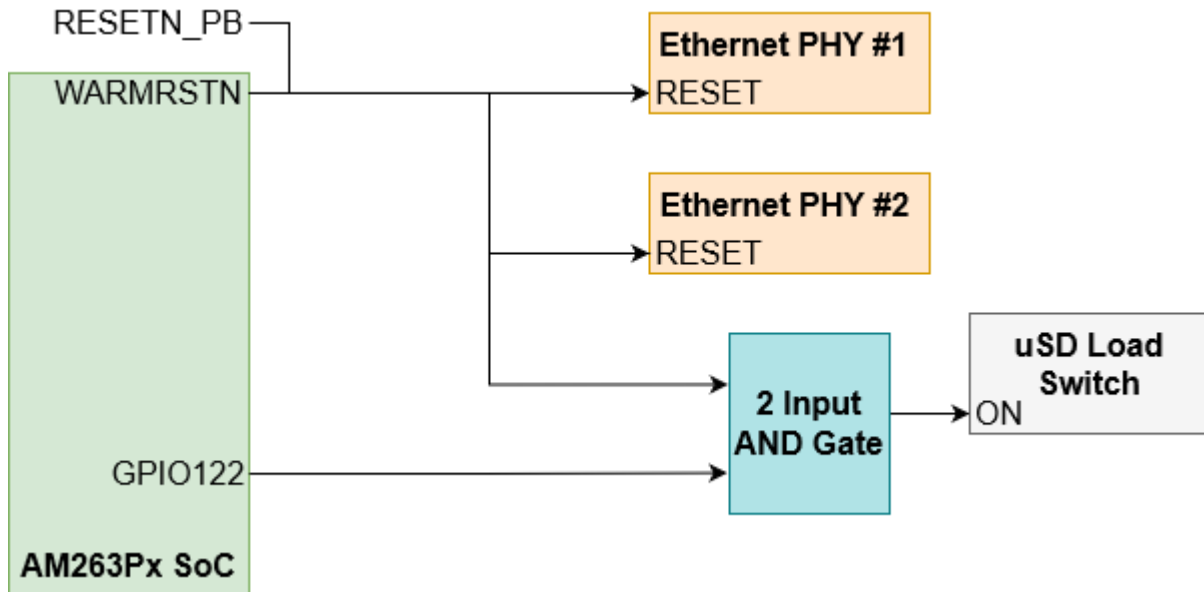 RESETN_PB
WARMRSTN
Ethernet PHY #1
RESET
Ethernet PHY #2
RESET
uSD Load
Switch
ON
2 Input
AND Gate
GPIO122
AM263Px SoC